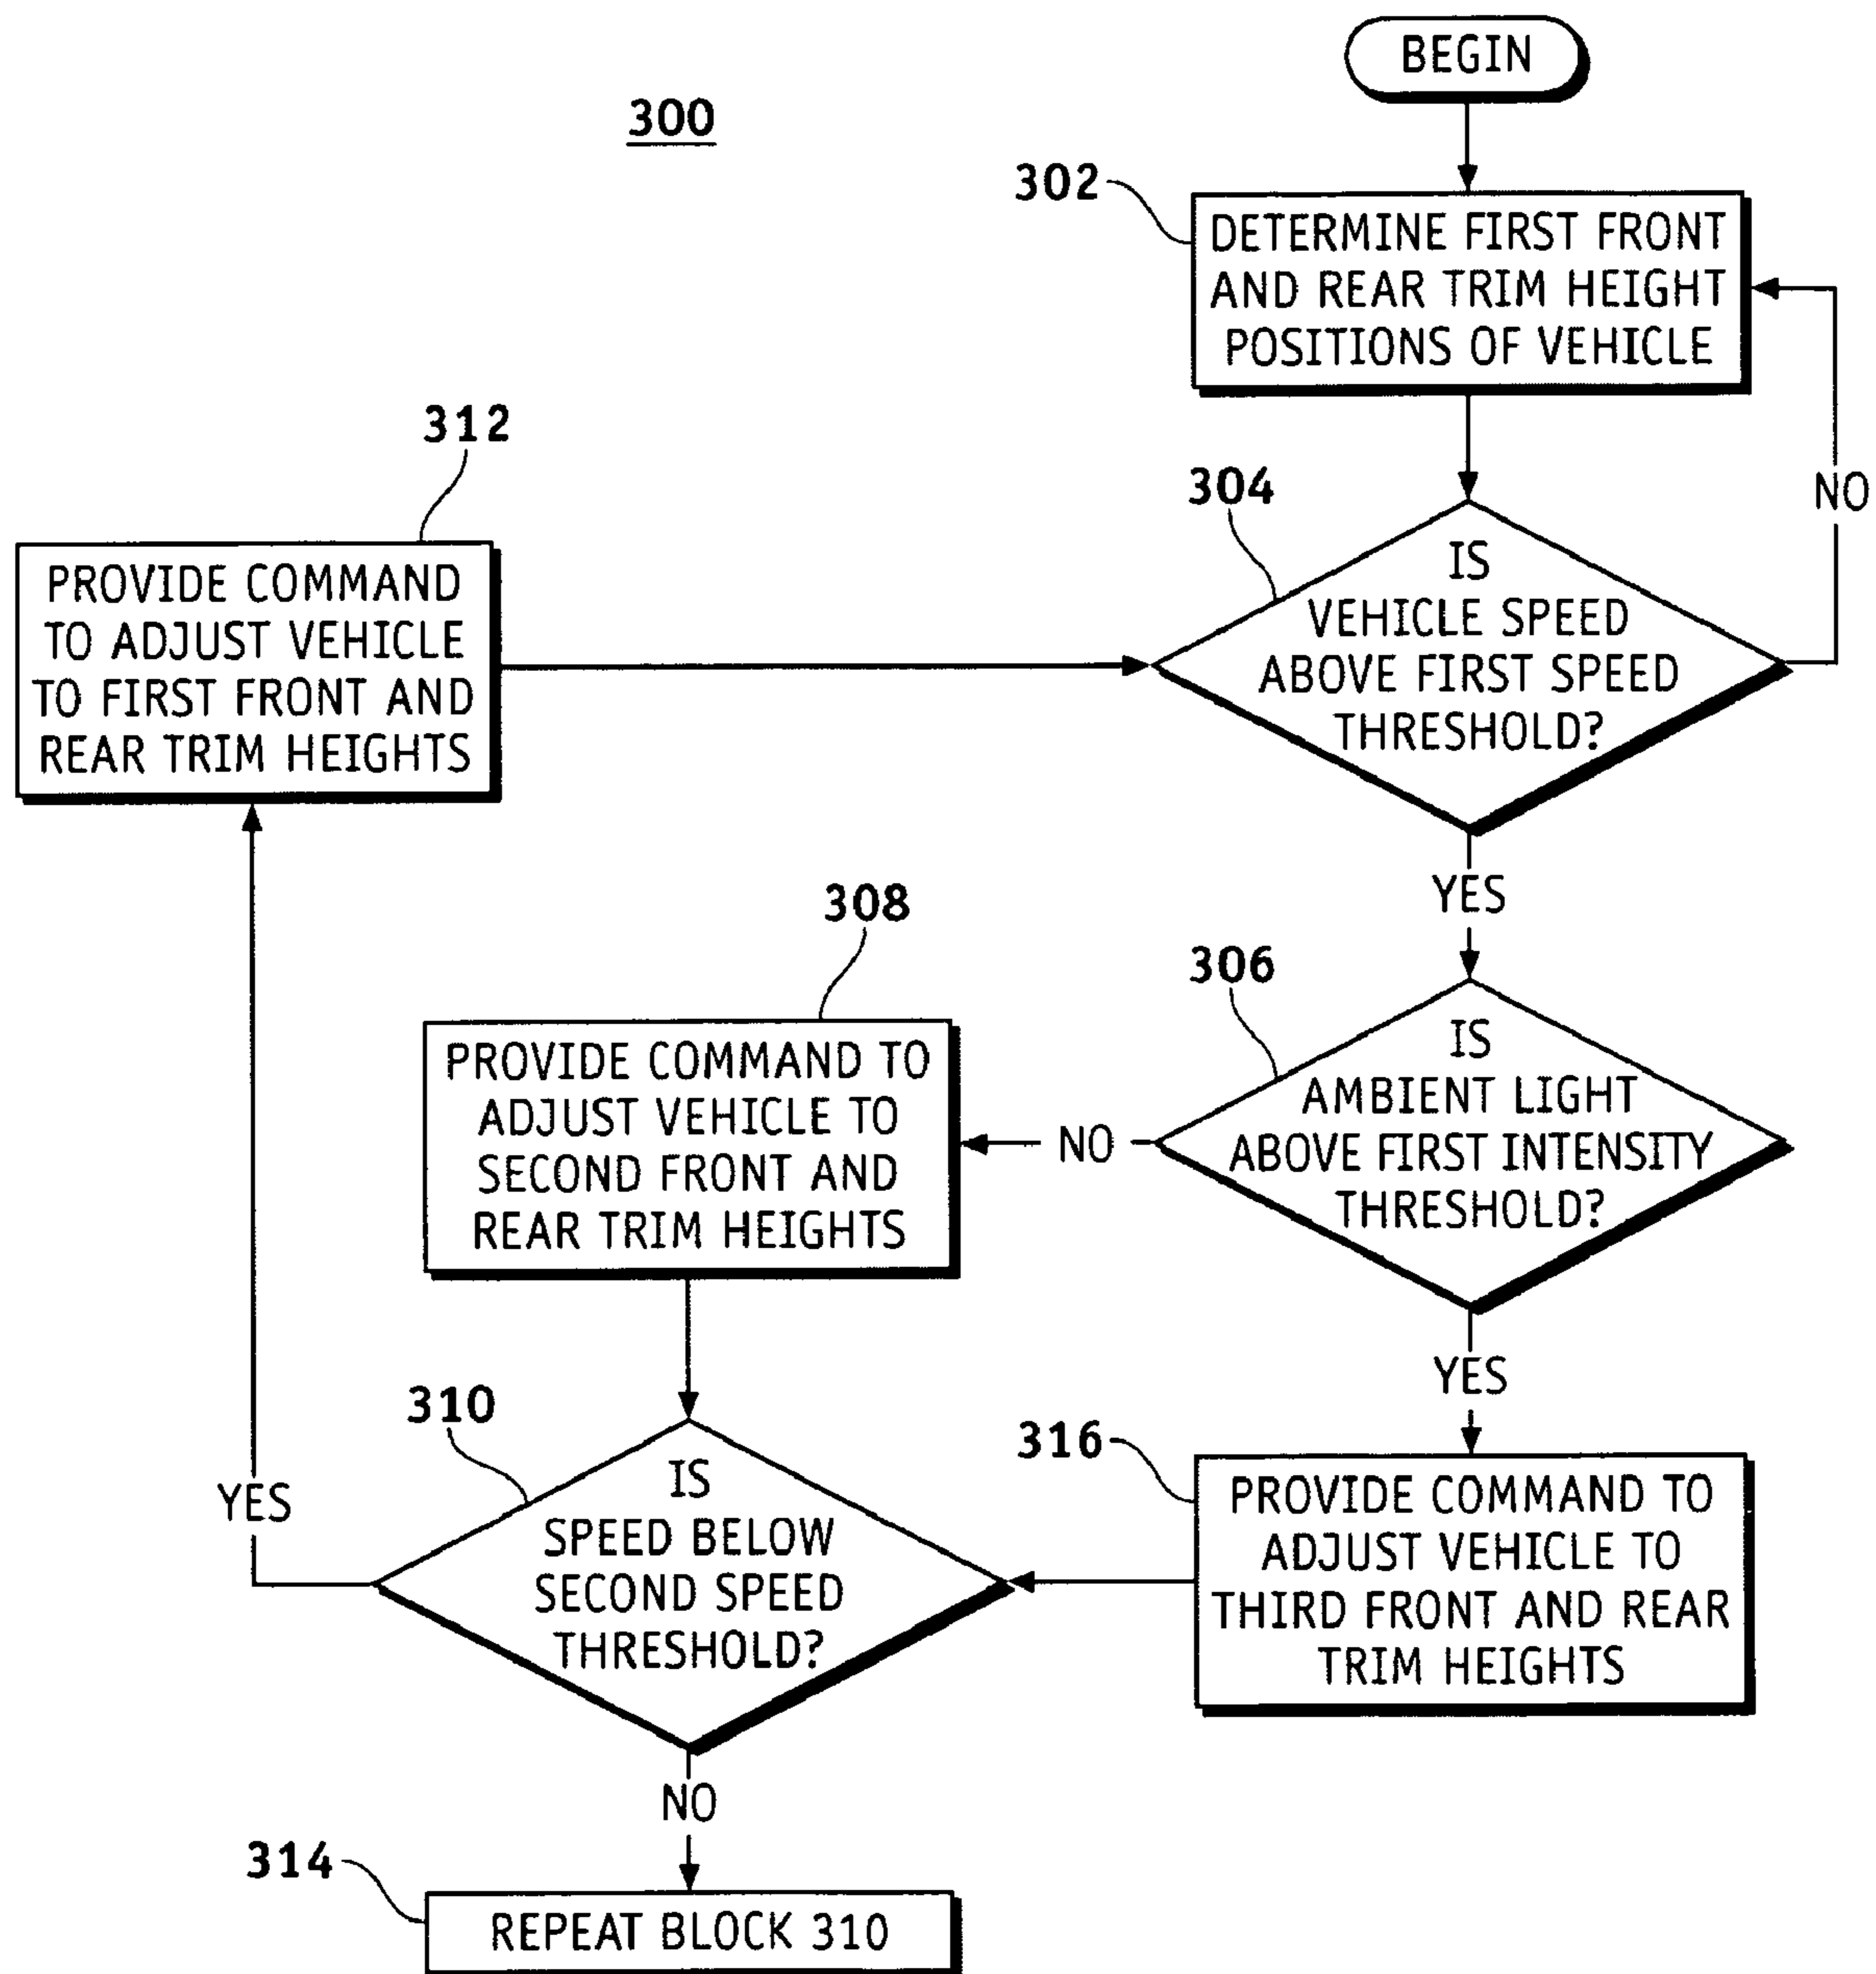 BEGIN
300
302
DETERMINE FIRST FRONT
AND REAR TRIM HEIGHT
POSITIONS OF VEHICLE
312
304
NO
PROVIDE COMMAND
TO ADJUST VEHICLE
TO FIRST FRONT AND
REAR TRIM HEIGHTS
IS
VEHICLE SPEED
ABOVE FIRST SPEED
THRESHOLD?
YES
308
306
PROVIDE COMMAND TO
ADJUST VEHICLE TO
SECOND FRONT AND
REAR TRIM HEIGHTS
NO
IS
AMBIENT LIGHT
ABOVE FIRST INTENSITY
THRESHOLD?
YES
310
316
YES
IS
SPEED BELOW
SECOND SPEED
THRESHOLD?
PROVIDE COMMAND TO
ADJUST VEHICLE TO
THIRD FRONT AND REAR
TRIM HEIGHTS
NO
314
REPEAT BLOCK 310